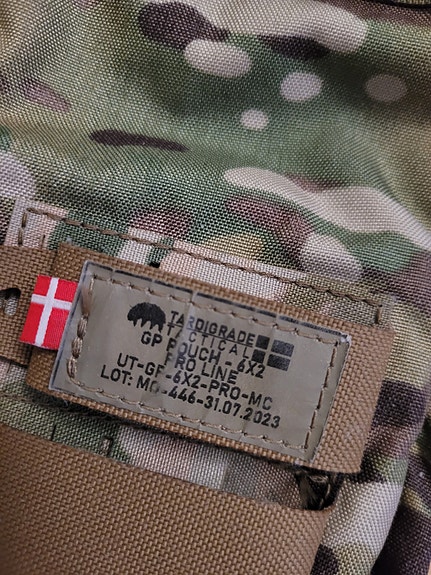 TARDIGRADE
TACTICAL
GP POUCH - 6X2
PRO LINE
UT-GP-6X2-PRO-MC
LOT: MO-446-31.07.2023